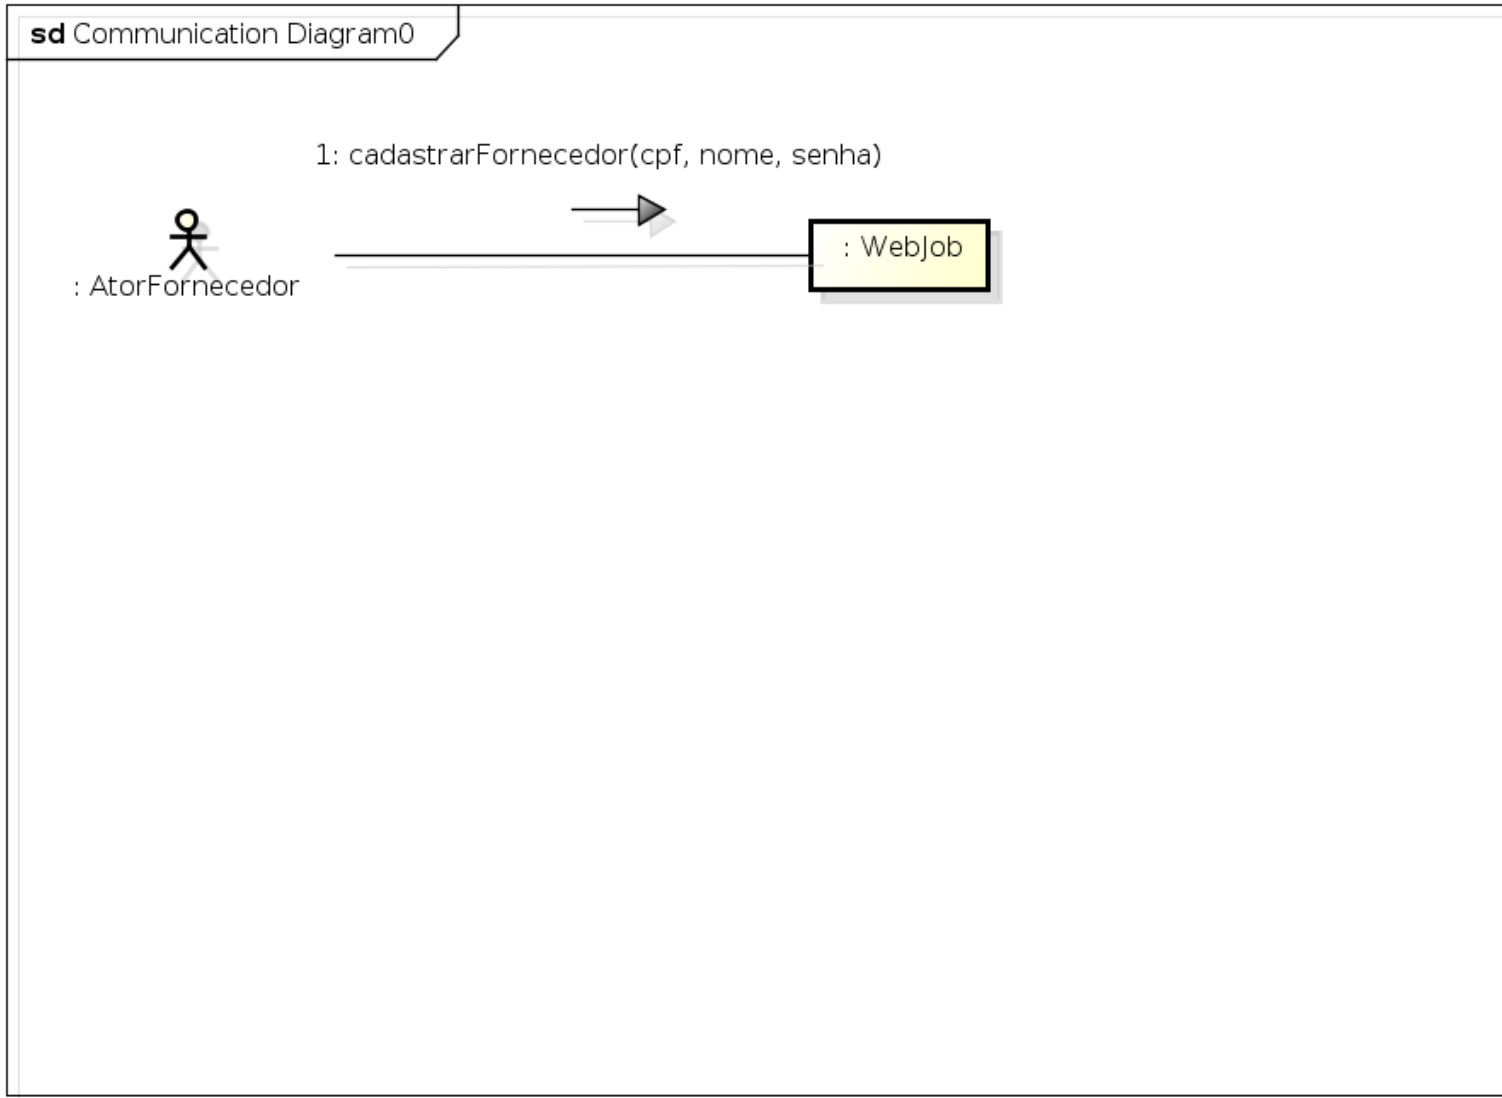 sd Communication Diagram0
1: cadastrarFornecedor(cpf, nome, senha)
: WebJob
: AtorFornecedor